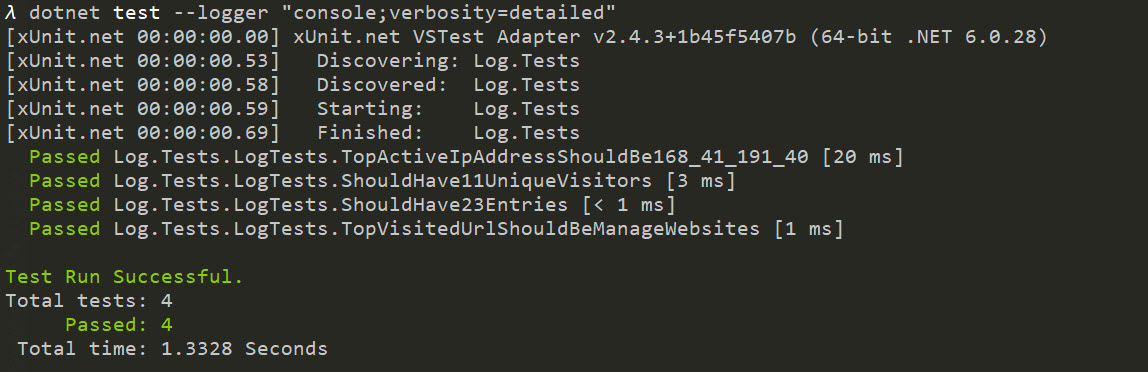 λ dotnet test --logger "console;verbosity=detailed"
[xUnit.net 00:00:00.00] xUnit.net VSTest Adapter v2.4.3+1b45f5407b (64-bit .NET 6.0.28)
[xUnit.net 00:00:00.53]   Discovering: Log.Tests
[xUnit.net 00:00:00.58]   Discovered:  Log.Tests
[xUnit.net 00:00:00.59]   Starting:    Log.Tests
[xUnit.net 00:00:00.69]   Finished:    Log.Tests
  Passed Log.Tests.LogTests.TopActiveIpAddressShouldBe168_41_191_40 [20 ms]
  Passed Log.Tests.LogTests.ShouldHave11UniqueVisitors [3 ms]
  Passed Log.Tests.LogTests.ShouldHave23Entries [< 1 ms]
  Passed Log.Tests.LogTests.TopVisitedUrlShouldBeManageWebsites [1 ms]

Test Run Successful.
Total tests: 4
     Passed: 4
 Total time: 1.3328 Seconds